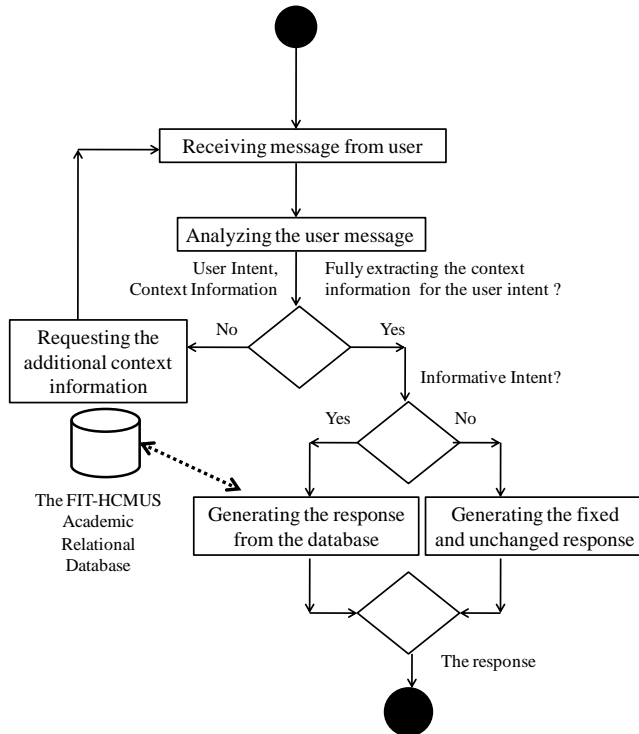 Receiving message from user
Analyzing the user message
User Intent,
Context Information
Fully extracting the context
information for the user intent ?
No
Yes
Requesting the
additional context
information
Informative Intent?
Yes
No
The FIT-HCMUS
Academic
Relational
Database
Generating the response
from the database
Generating the fixed
and unchanged response
The response